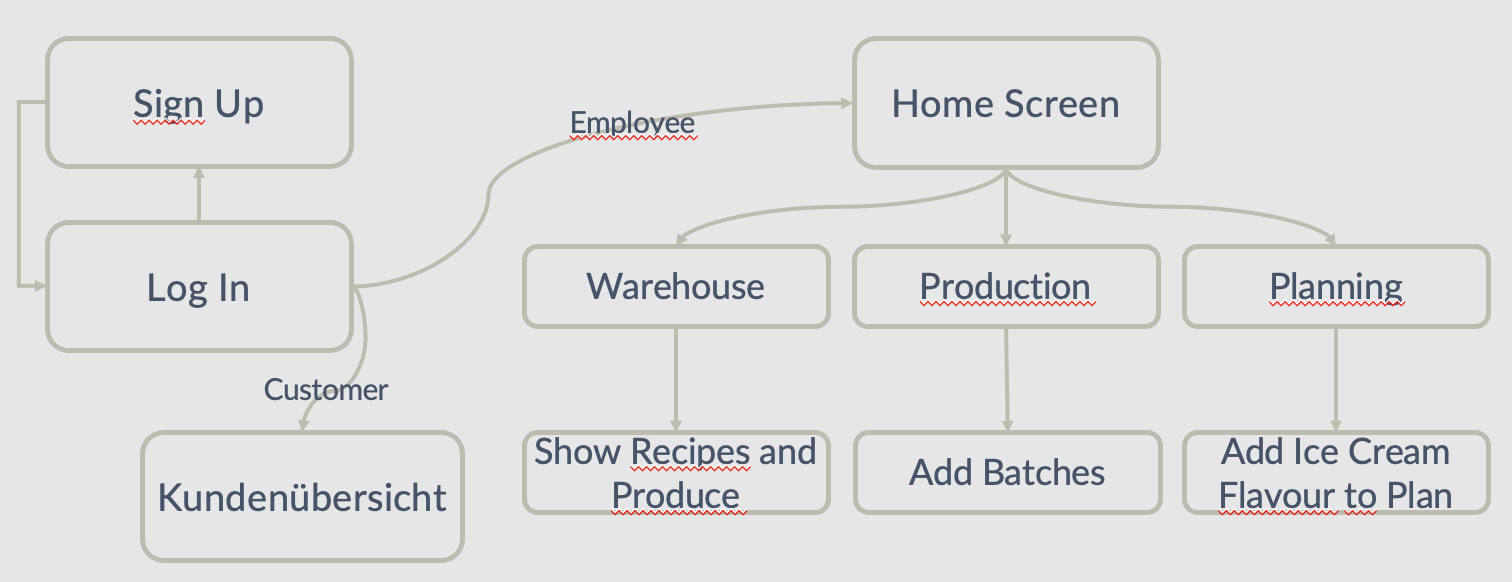 Sign Up
Employee
Home Screen
Log In
Warehouse
Production
Planning
Customer
Kundenübersicht
Show Recipes and
Produce
Add Batches
Add Ice Cream
Flavour to Plan